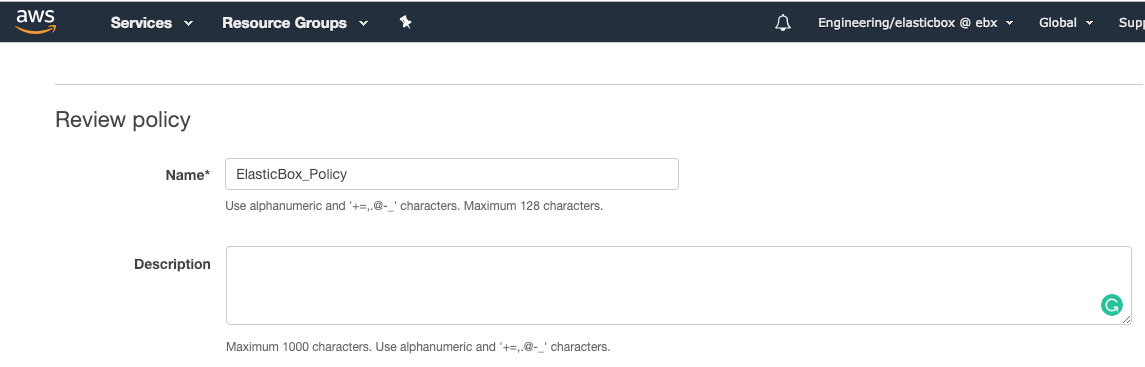 aws Services Resource Groups Engineering/elasticbox @ ebx Global Supp
Review policy
Name* ElasticBox_Policy
Use alphanumeric and '+=,.@-_' characters. Maximum 128 characters.
Description
Maximum 1000 characters. Use alphanumeric and '+=,.@-_' characters.